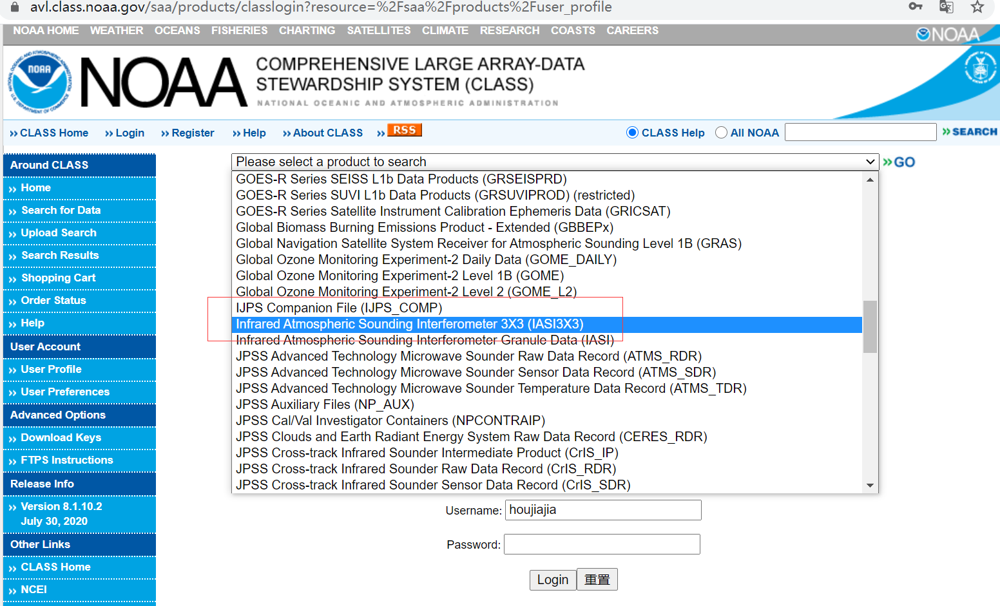 avl.class.noaa.gov/saa/products/classlogin?resource=%2Fsaa%2Fproducts%2Fuser_profile
NOAA HOME WEATHER OCEANS FISHERIES CHARTING SATELLITES CLIMATE RESEARCH COASTS CAREERS
NOAA
NOAA
NOAA
COMPREHENSIVE LARGE ARRAY-DATA
STEWARDSHIP SYSTEM (CLASS)
NATIONAL OCEANIC AND ATMOSPHERIC ADMINISTRATION
» CLASS Home » Login » Register » Help » About CLASS » RSS
CLASS Help All NOAA » SEARCH
Around CLASS
» Home
» Search for Data
» Upload Search
» Search Results
» Shopping Cart
» Order Status
» Help
User Account
» User Profile
» User Preferences
Advanced Options
» Download Keys
» FTPS Instructions
Release Info
» Version 8.1.10.2
July 30, 2020
Other Links
» CLASS Home
» NCEI
Please select a product to search
» GO
GOES-R Series SEISS L1b Data Products (GRSEISPRD)
GOES-R Series SUVI L1b Data Products (GRSUVIPROD) (restricted)
GOES-R Series Satellite Instrument Calibration Ephemeris Data (GRICSAT)
Global Biomass Burning Emissions Product - Extended (GBBEPx)
Global Navigation Satellite System Receiver for Atmospheric Sounding Level 1B (GRAS)
Global Ozone Monitoring Experiment-2 Daily Data (GOME_DAILY)
Global Ozone Monitoring Experiment-2 Level 1B (GOME)
Global Ozone Monitoring Experiment-2 Level 2 (GOME_L2)
IJPS Companion File (IJPS_COMP)
Infrared Atmospheric Sounding Interferometer 3X3 (IASI3X3)
Infrared Atmospheric Sounding Interferometer Granule Data (IASI)
JPSS Advanced Technology Microwave Sounder Raw Data Record (ATMS_RDR)
JPSS Advanced Technology Microwave Sounder Sensor Data Record (ATMS_SDR)
JPSS Advanced Technology Microwave Sounder Temperature Data Record (ATMS_TDR)
JPSS Auxiliary Files (NP_AUX)
JPSS Cal/Val Investigator Containers (NPCONTRAIP)
JPSS Clouds and Earth Radiant Energy System Raw Data Record (CERES_RDR)
JPSS Cross-track Infrared Sounder Intermediate Product (CrIS_IP)
JPSS Cross-track Infrared Sounder Raw Data Record (CrIS_RDR)
JPSS Cross-track Infrared Sounder Sensor Data Record (CrIS_SDR)
Username: houjiajia
Password:
Login 重置